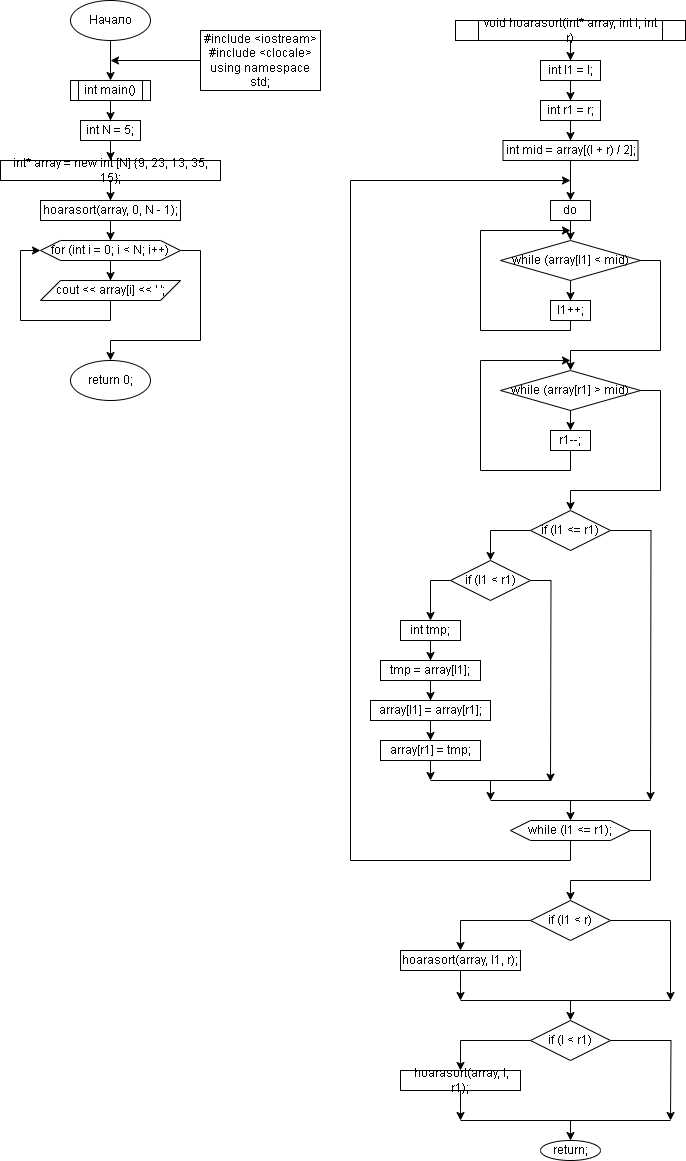 Начало
#include <iostream>
#include <clocale>
using namespace
std;
int main()
int N = 5;
int* array = new int [N] {9, 23, 13, 35,
15};
hoarasort(array, 0, N - 1);
for (int i = 0; i < N; i++)
cout << array[i] << ' ';
return 0;
void hoarasort(int* array, int l, int
r)
int l1 = l;
int r1 = r;
int mid = array[(l + r) / 2];
do
while (array[l1] < mid)
l1++;
while (array[r1] > mid)
r1--;
if (l1 <= r1)
if (l1 < r1)
int tmp;
tmp = array[l1];
array[l1] = array[r1];
array[r1] = tmp;
while (l1 <= r1);
if (l1 < r)
hoarasort(array, l1, r);
if (l < r1)
hoarasort(array, l,
r1);
return;